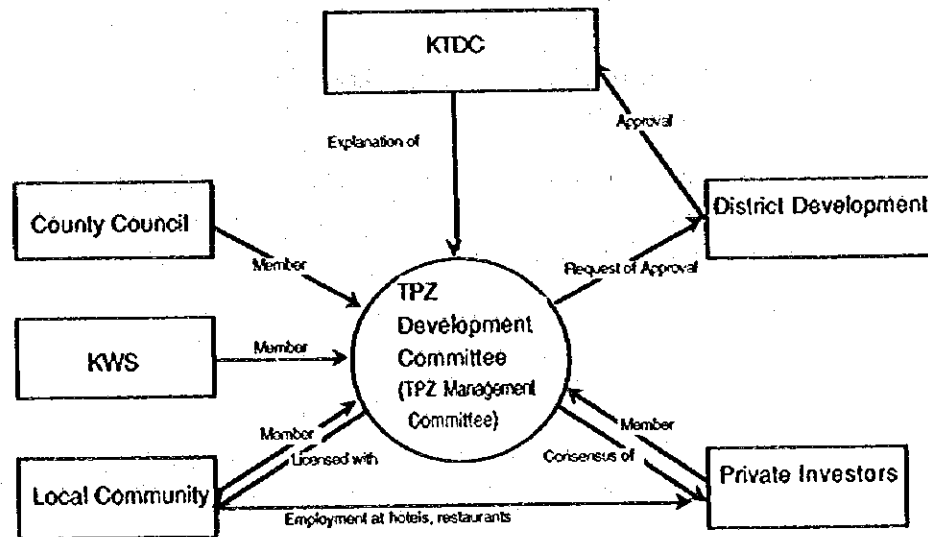 KTDC
Approval
Explanation of
District Development
County Council
Member
Request of Approval
TPZ
Development
Committee
(TPZ Management
Committee)
KWS
Member
Member
Licensed with
Member
Consensus of
Local Community
Private Investors
Employment at hotels, restaurants